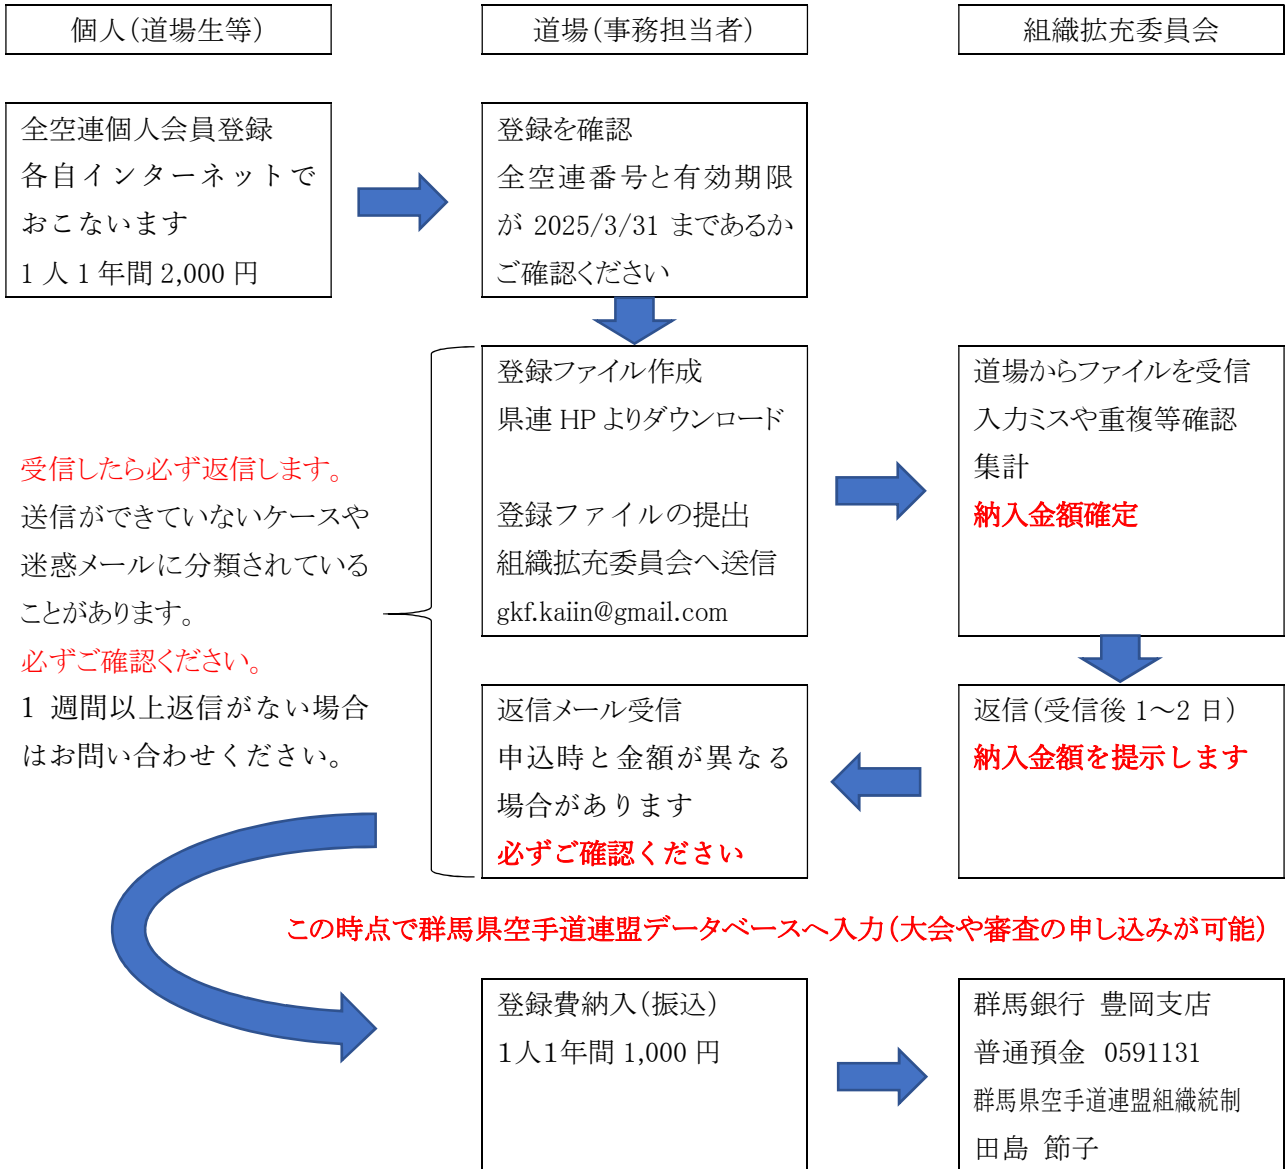 個人（道場生等）
道場（事務担当者）
組織拡充委員会
全空連個人会員登録
各自インターネットで
おこないます
1人1年間2,000円
登録を確認
全空連番号と有効期限
が 2025/3/31 まであるか
ご確認ください
登録ファイル作成
県連 HP よりダウンロード
登録ファイルの提出
組織拡充委員会へ送信
gkf.kaiin@gmail.com
道場からファイルを受信
入力ミスや重複等確認
集計
納入金額確定
受信したら必ず返信します。
送信ができていないケースや
迷惑メールに分類されている
ことがあります。
必ずご確認ください。
1 週間以上返信がない場合
はお問い合わせください。
返信メール受信
申込時と金額が異なる
場合があります
必ずご確認ください
返信（受信後 1～2 日）
納入金額を提示します
この時点で群馬県空手道連盟データベースへ入力（大会や審査の申し込みが可能）
登録費納入（振込）
1人1年間 1,000 円
群馬銀行 豊岡支店
普通預金 0591131
群馬県空手道連盟組織統制
田島 節子